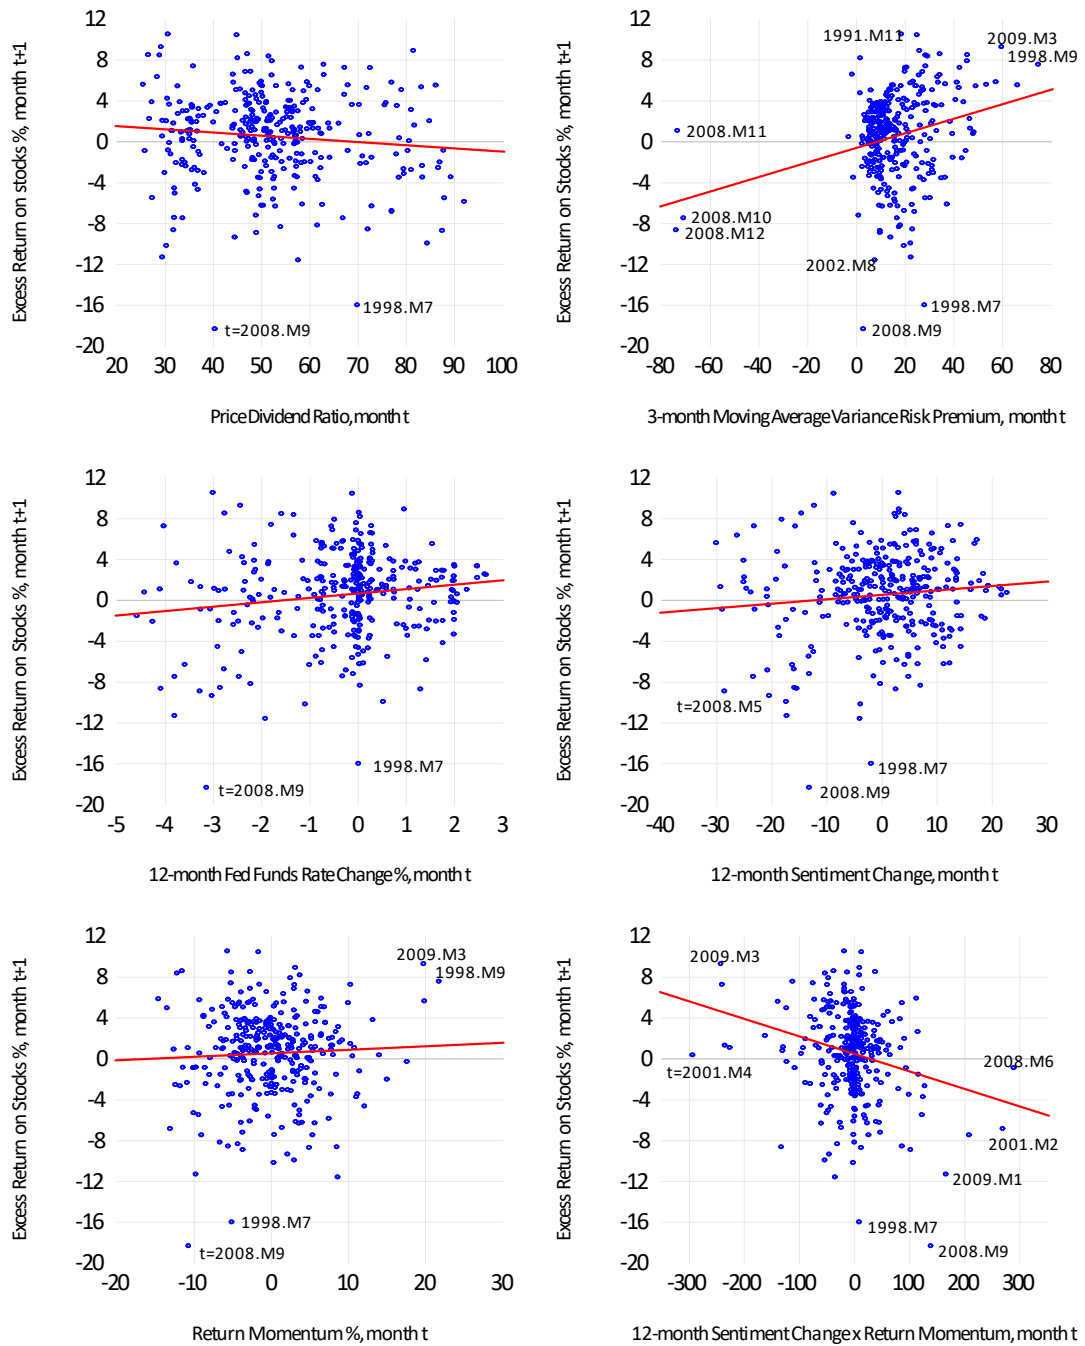 Excess Return on stocks %, month t+1
12
8
4
0
-4
-8
-12
-16
-20
1998.M7
t=2008.M9
20 30 40 50 60 70 80 90 100
Price Dividend Ratio, month t
Excess Return on Stocks %, month t+1
12
8
4
0
-4
-8
-12
-16
-20
1991.M11
2009.M3
1998.M9
2008.M11
2008.M10
2008.M12
2002.M8
1998.M7
2008.M9
-80 -60 -40 -20 0 20 40 60 80
3-month Moving Average Variance Risk Premium, month t
Excess Return on Stocks %, month t+1
12
8
4
0
-4
-8
-12
-16
-20
1998.M7
t=2008.M9
-5 -4 -3 -2 -1 0 1 2 3
12-month Fed Funds Rate Change %, month t
Excess Return on Stocks %, month t+1
12
8
4
0
-4
-8
-12
-16
-20
t=2008.M5
1998.M7
2008.M9
-40 -30 -20 -10 0 10 20 30
12-month Sentiment Change, month t
Excess Return on Stocks %, month t+1
12
8
4
0
-4
-8
-12
-16
-20
2009.M3
1998.M9
1998.M7
t=2008.M9
-20 -10 0 10 20 30
Return Momentum %, month t
Excess Return on Stocks %, month t+1
12
8
4
0
-4
-8
-12
-16
-20
2009.M3
2008.M6
t=2001.M4
2001.M2
2009.M1
1998.M7
2008.M9
-300 -200 -100 0 100 200 300
12-month Sentiment Change x Return Momentum, month t